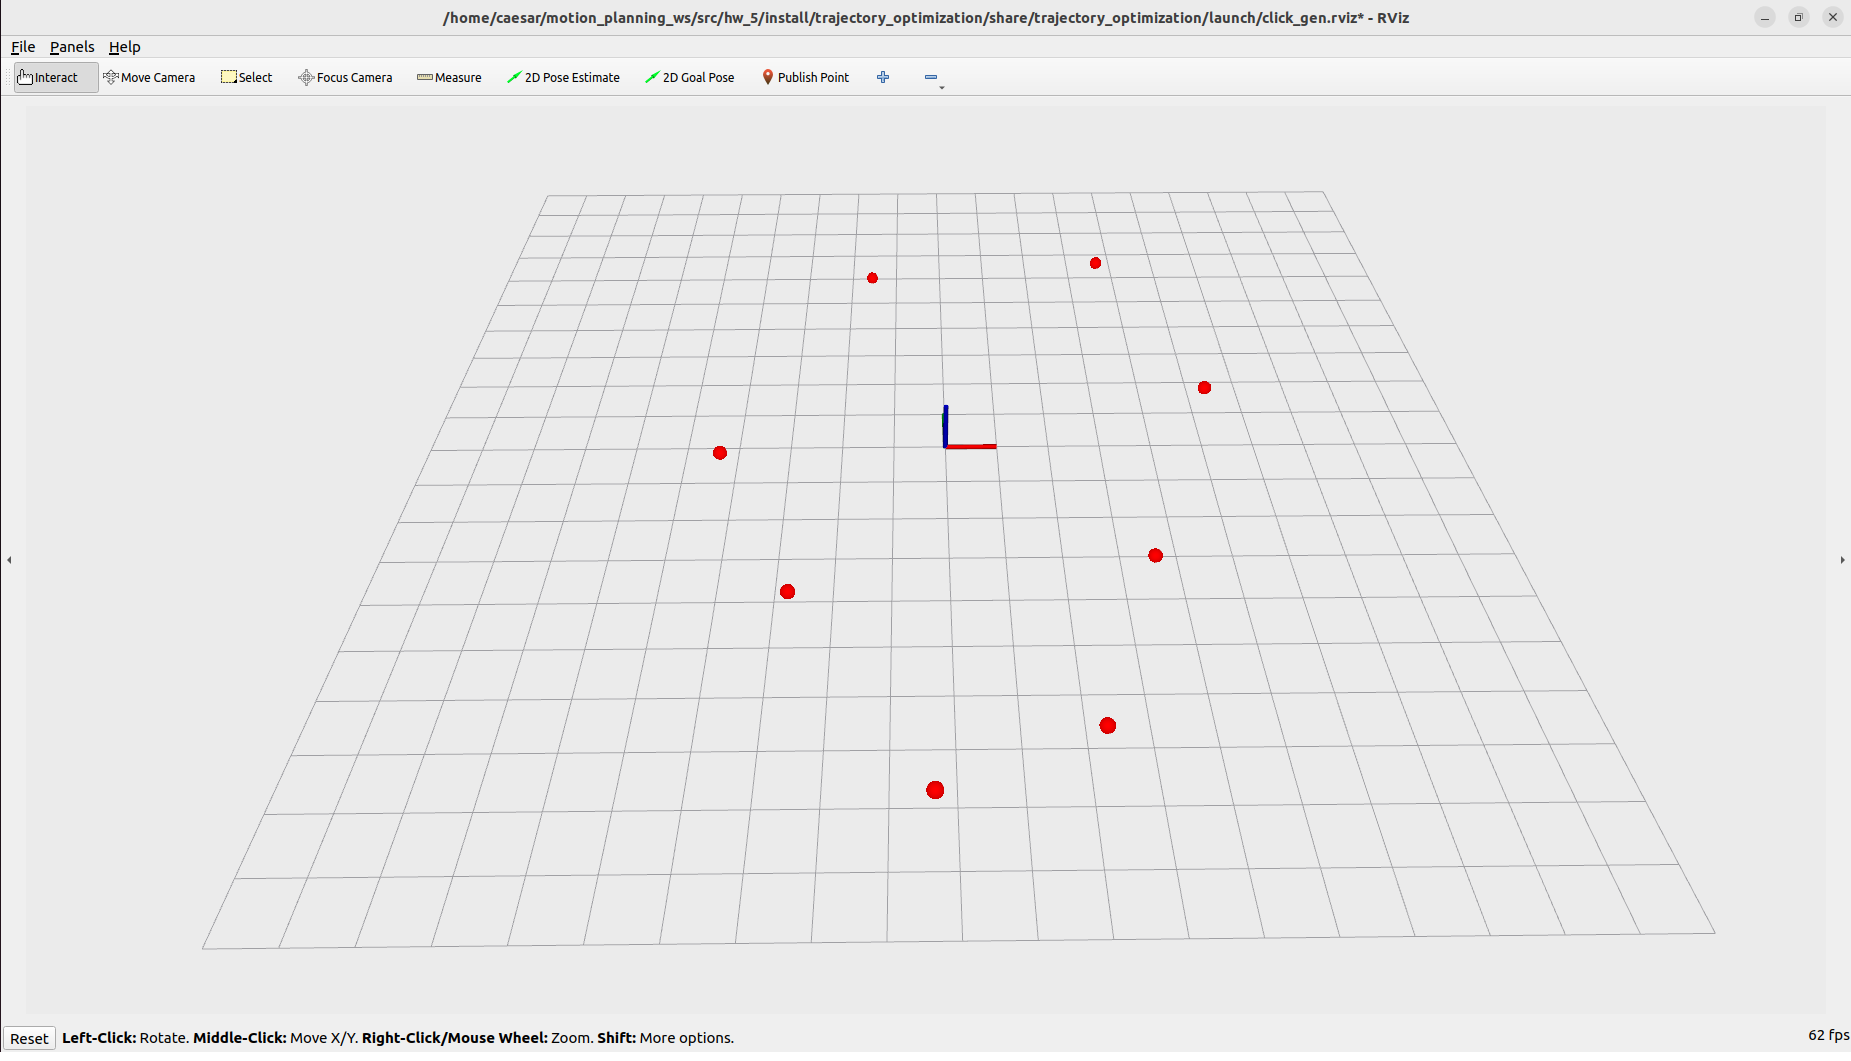 /home/caesar/motion_planning_ws/src/hw_5/install/trajectory_optimization/share/trajectory_optimization/launch/click_gen.rviz* - RViz
File Panels Help
Interact Move Camera Select Focus Camera Measure 2D Pose Estimate 2D Goal Pose Publish Point
Reset Left-Click: Rotate. Middle-Click: Move X/Y. Right-Click/Mouse Wheel: Zoom. Shift: More options. 62 fps